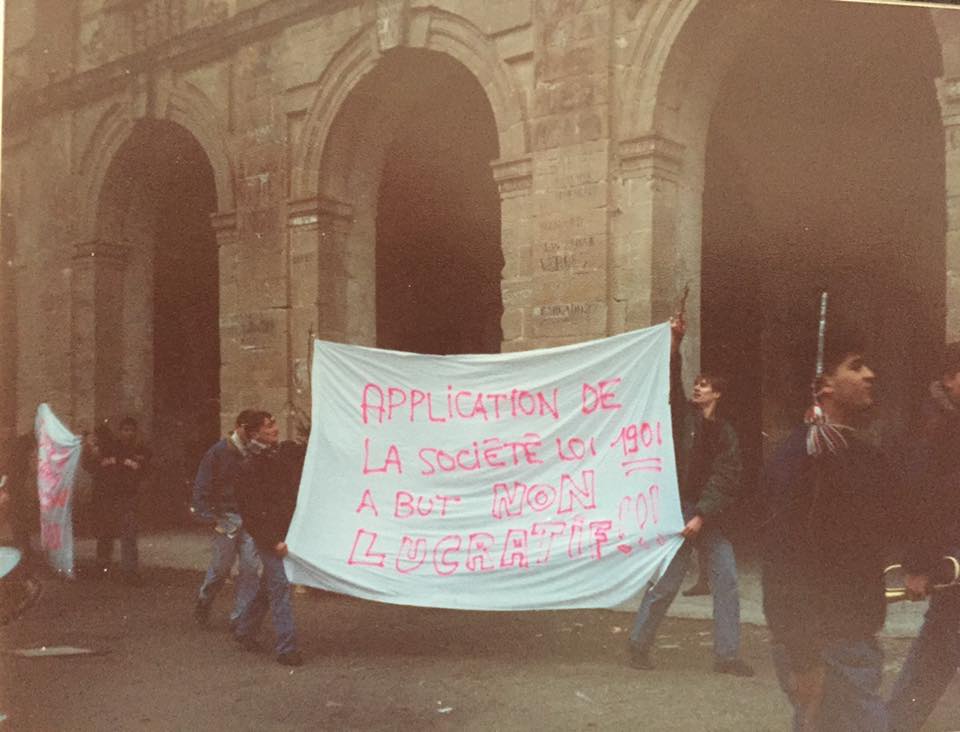 APPLICATION DE
LA SOCIÉTÉ LOI 1901
A BUT NON
LUCRATIF !!!